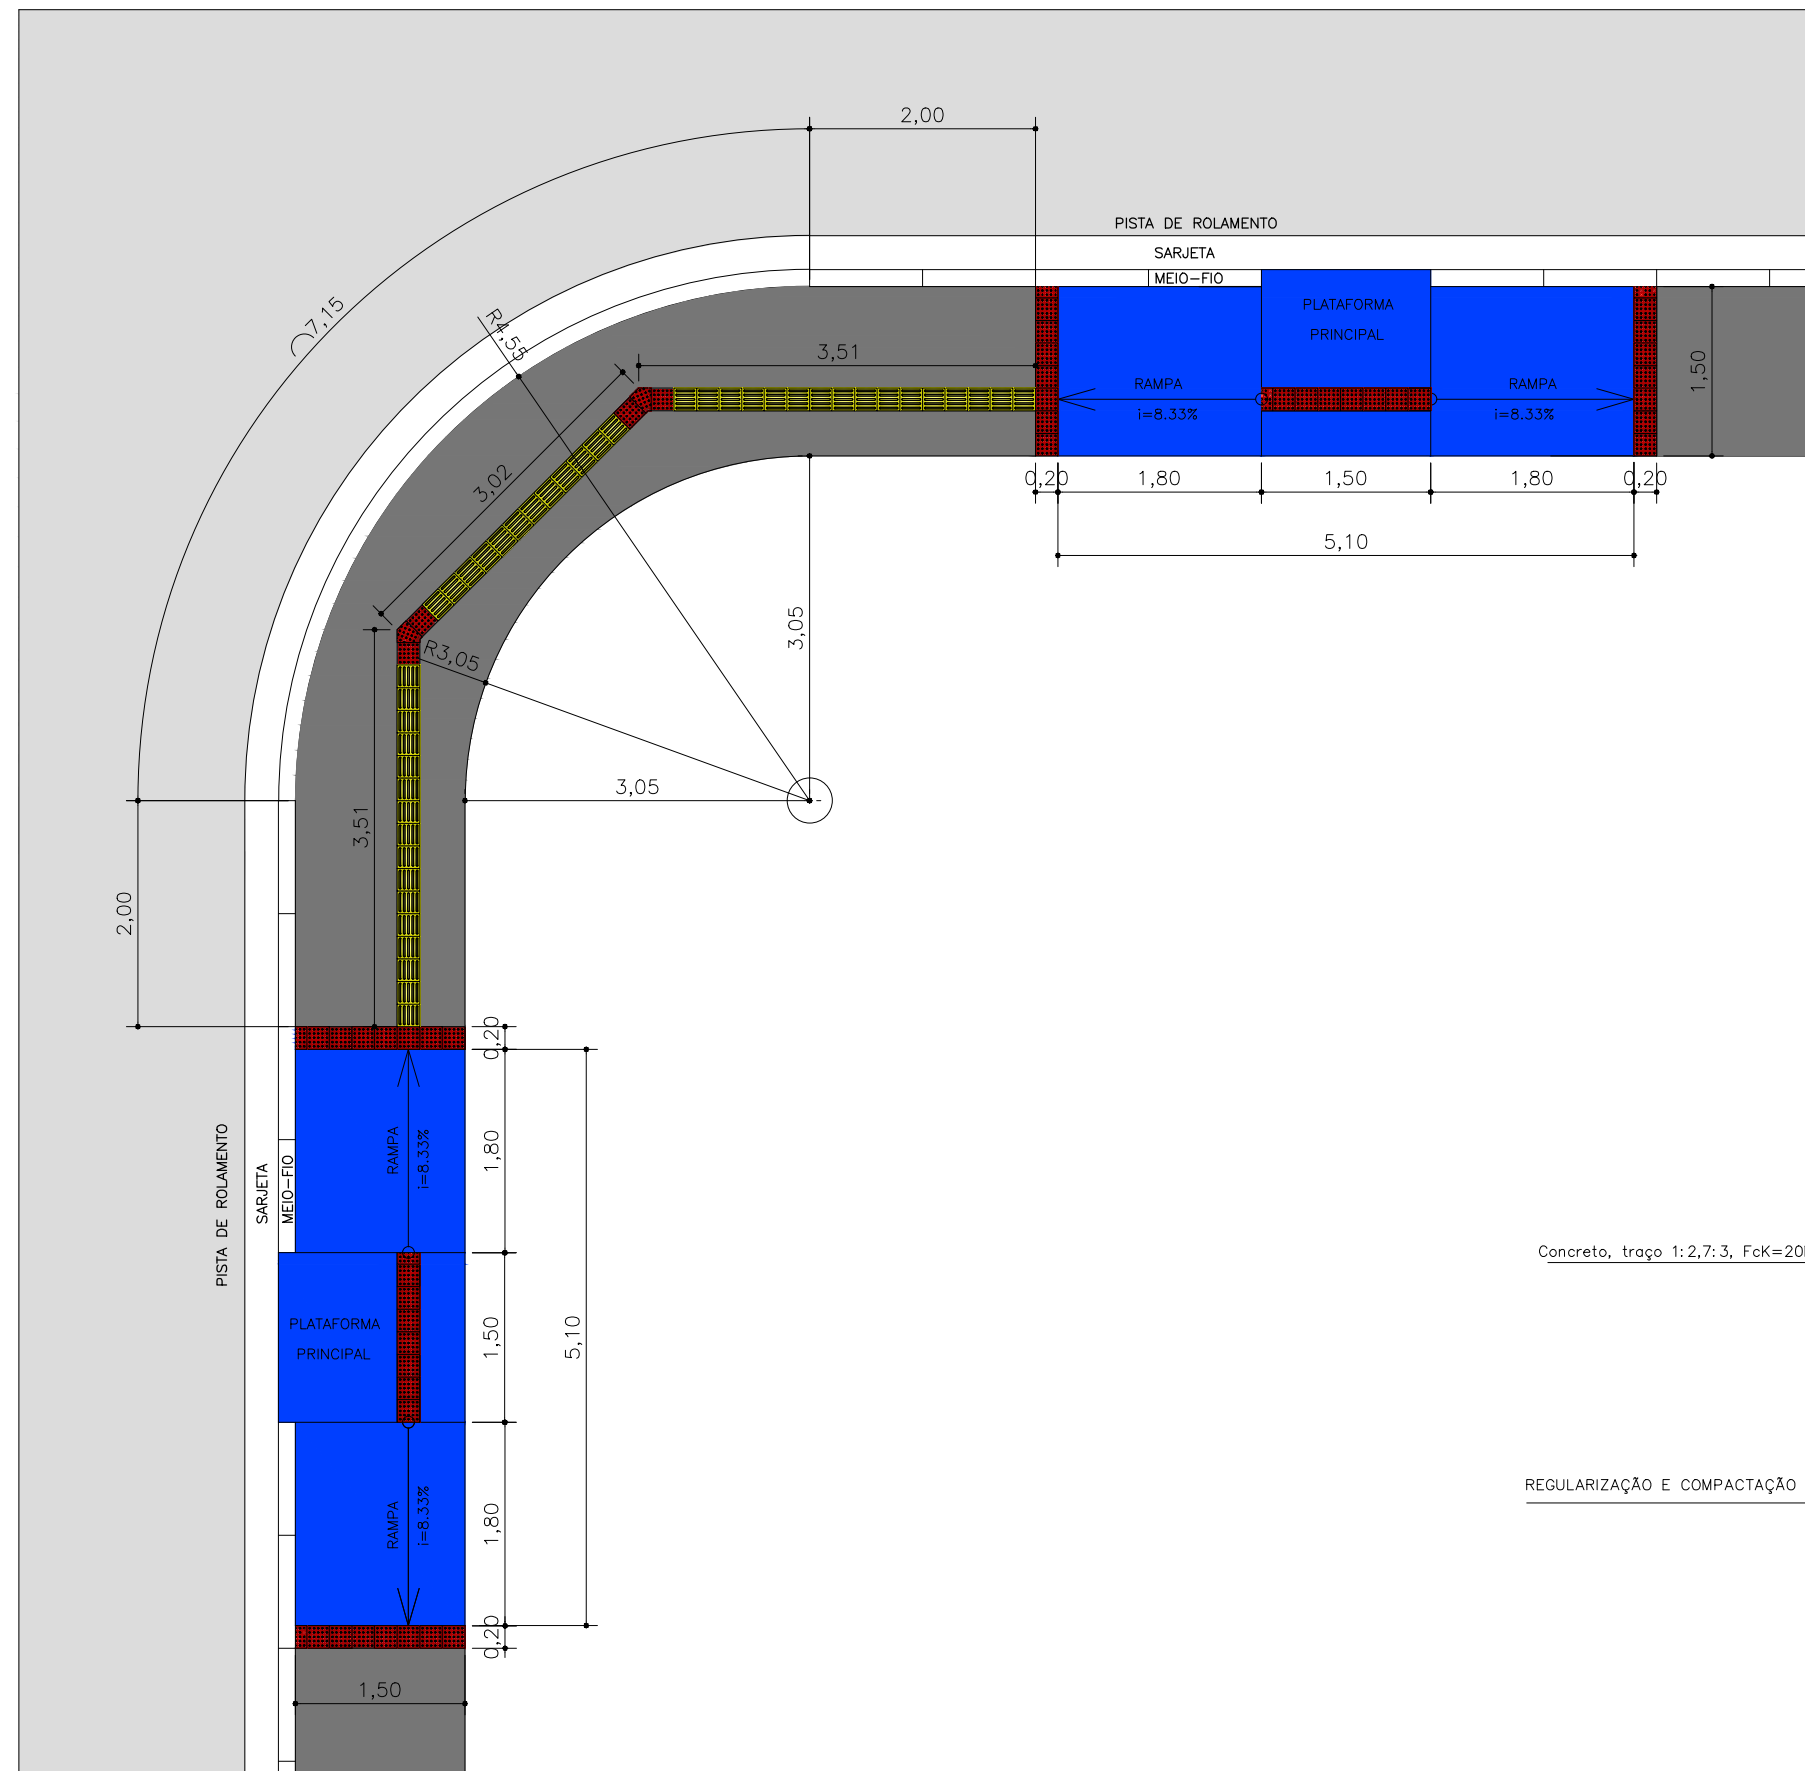 2,00
PISTA DE ROLAMENTO
SARJETA
MEIO-FIO
PLATAFORMA
PRINCIPAL
7,15
R4,55
3,51
1,50
RAMPA
i=8.33%
RAMPA
i=8.33%
3,02
0,20
1,80
1,50
1,80
0,20
5,10
3,05
R3,05
3,05
3,51
2,00
0,20
PISTA DE ROLAMENTO
SARJETA
MEIO-FIO
RAMPA
i=8.33%
1,80
PLATAFORMA
PRINCIPAL
1,50
5,10
RAMPA
i=8.33%
1,80
0,20
1,50
Concreto, traço 1:2,7:3, FcK=20
REGULARIZAÇÃO E COMPACTAÇÃO